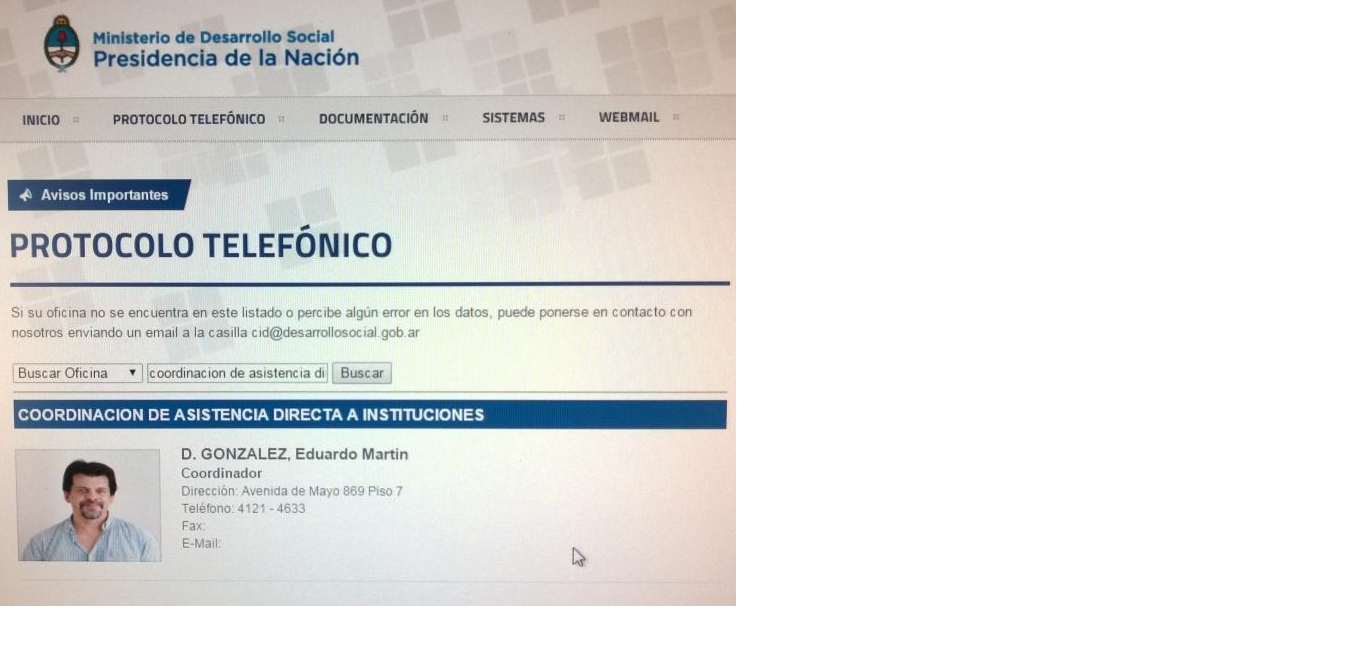 Ministerio de Desarrollo Social
Presidencia de la Nación
INICIO PROTOCOLO TELEFÓNICO DOCUMENTACIÓN SISTEMAS WEBMAIL
Avisos Importantes
PROTOCOLO TELEFÓNICO
Si su oficina no se encuentra en este listado o percibe algún error en los datos, puede ponerse en contacto con
nosotros enviando un email a la casilla cid@desarrollosocial.gob.ar
Buscar Oficina coordinacion de asistencia di Buscar
COORDINACION DE ASISTENCIA DIRECTA A INSTITUCIONES
D. GONZALEZ, Eduardo Martin
Coordinador
Dirección: Avenida de Mayo 869 Piso 7
Teléfono: 4121 - 4633
Fax:
E-Mail: